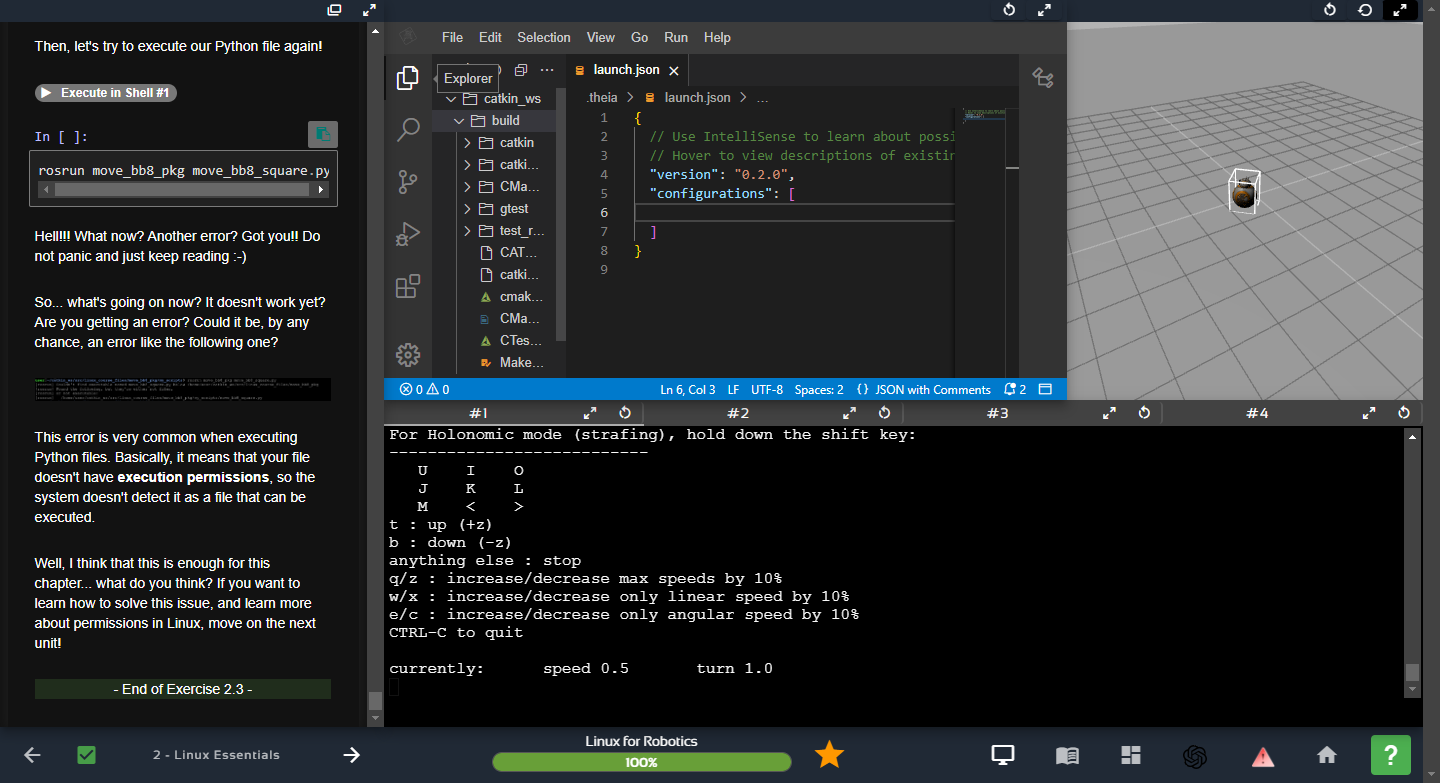 Then, let's try to execute our Python file again!
Execute in Shell #1
In [ ]:
rosrun move_bb8_pkg move_bb8_square.py
Hell!!! What now? Another error? Got you!! Do
not panic and just keep reading :-)
So... what's going on now? It doesn't work yet?
Are you getting an error? Could it be, by any
chance, an error like the following one?
This error is very common when executing
Python files. Basically, it means that your file
doesn't have execution permissions, so the
system doesn't detect it as a file that can be
executed.
Well, I think that this is enough for this
chapter... what do you think? If you want to
learn how to solve this issue, and learn more
about permissions in Linux, move on the next
unit!
- End of Exercise 2.3 -
File Edit Selection View Go Run Help
Explorer
catkin_ws
build
catkin
catki...
CMa...
gtest
test_r...
CAT...
catki...
cmak...
CMa...
CTes...
Make...
launch.json
.theia > launch.json > ...
1 {
2 // Use IntelliSense to learn about possi
3 // Hover to view descriptions of existin
4 "version": "0.2.0",
5 "configurations": [
6
7 ]
8 }
9
0 0 Ln 6, Col 3 LF UTF-8 Spaces: 2 {} JSON with Comments 2
#1 #2 #3 #4
For Holonomic mode (strafing), hold down the shift key:
---------------------------
U I O
J K L
M < >
t : up (+z)
b : down (-z)
anything else : stop
q/z : increase/decrease max speeds by 10%
w/x : increase/decrease only linear speed by 10%
e/c : increase/decrease only angular speed by 10%
CTRL-C to quit
currently: speed 0.5 turn 1.0
2 - Linux Essentials
Linux for Robotics
100%
?